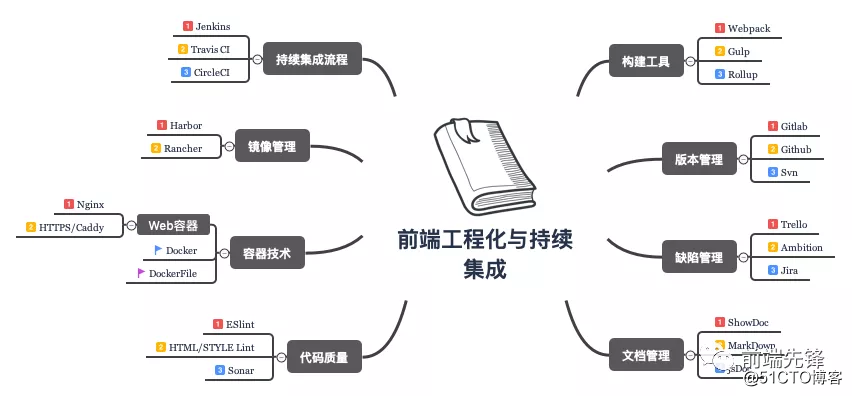 前端工程化与持续
集成
持续集成流程
1 Jenkins
2 Travis CI
3 CircleCI
镜像管理
1 Harbor
2 Rancher
容器技术
Web容器
1 Nginx
2 HTTPS/Caddy
Docker
DockerFile
代码质量
1 ESlint
2 HTML/STYLE Lint
3 Sonar
构建工具
1 Webpack
2 Gulp
3 Rollup
版本管理
1 Gitlab
2 Github
3 Svn
缺陷管理
1 Trello
2 Ambition
3 Jira
文档管理
1 ShowDoc
MarkDown
前端先锋
@51CTO博客